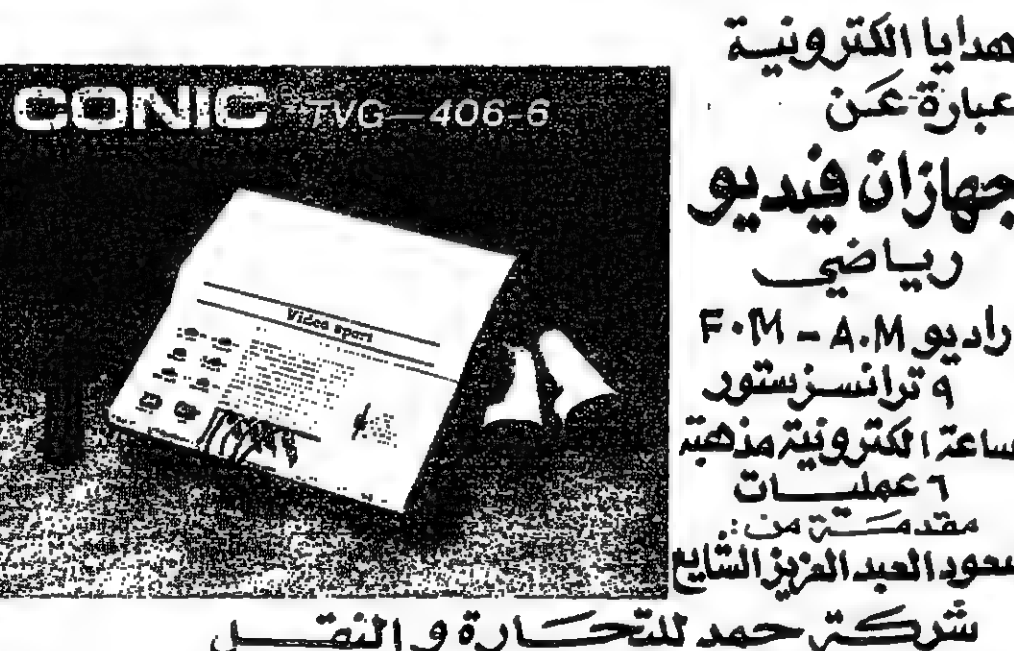 هدايا الكترونية
عبارة عن
جهازان فيديو
رياضي
راديو F.M - A.M
٩ ترانسزستور
ساعة الكترونية مذهبة
٦ عمليات
مقدمة من:
سعود العبد العزيز الشايع
شركة حمد للتجارة والنقل
CONIC TVG-406-6
Video sport